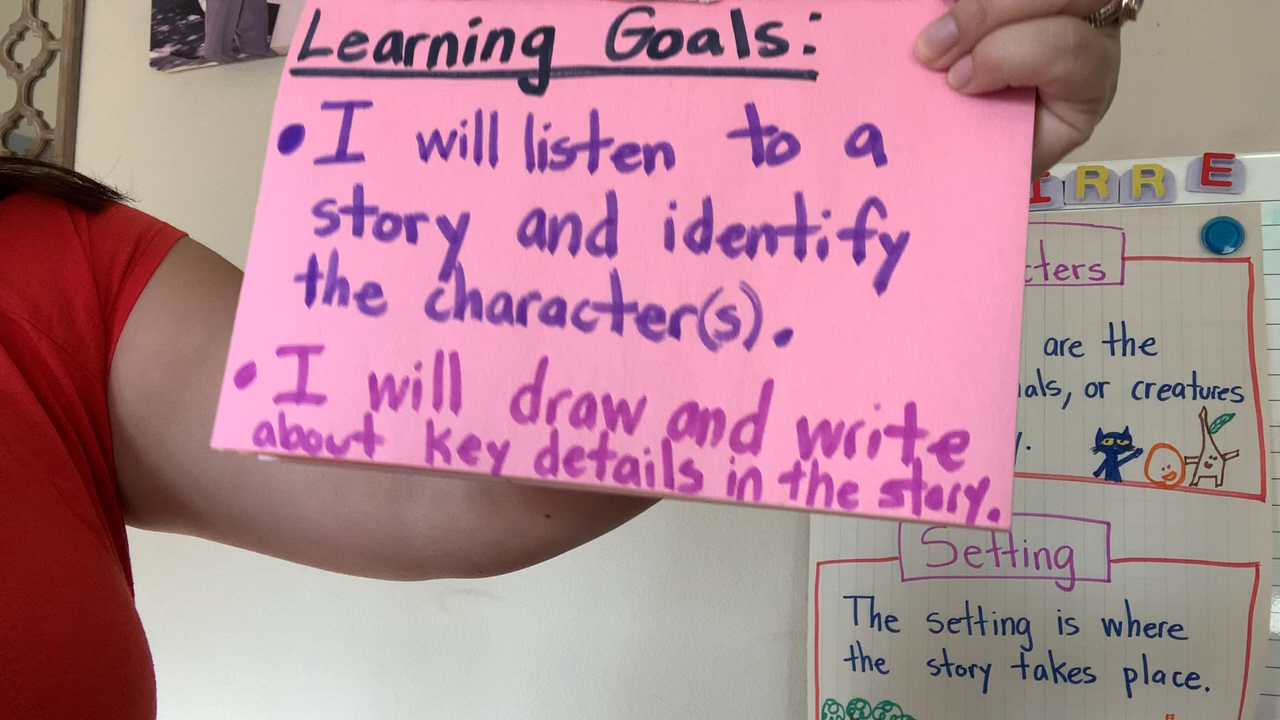 Learning Goals:
• I will listen to a
story and identify
the character(s).
• I will draw and write
about key details in the story.
RRE
are the
or creatures
Setting
The setting is where
the story takes place.